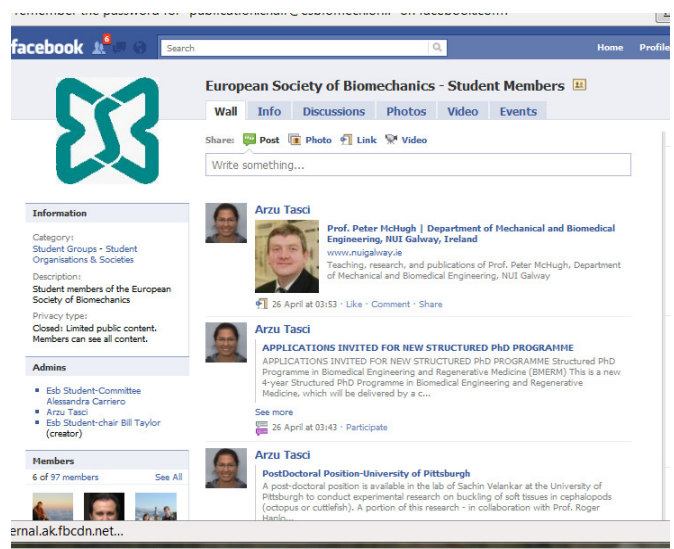 facebook
6
Search
Home Profile
European Society of Biomechanics - Student Members
Wall Info Discussions Photos Video Events
Share: Post Photo Link Video
Write something...
Information
Category:
Student Groups - Student
Organisations & Societies
Description:
Student members of the European
Society of Biomechanics
Privacy type:
Closed: Limited public content.
Members can see all content.
Admins
Esb Student-Committee
Alessandra Carriero
Arzu Tasci
Esb Student-chair Bill Taylor
(creator)
Members
6 of 97 members See All
Arzu Tasci
Prof. Peter McHugh | Department of Mechanical and Biomedical
Engineering, NUI Galway, Ireland
www.nuigalway.ie
Teaching, research, and publications of Prof. Peter McHugh, Department
of Mechanical and Biomedical Engineering, NUI Galway
26 April at 03:53 · Like · Comment · Share
Arzu Tasci
APPLICATIONS INVITED FOR NEW STRUCTURED PhD PROGRAMME
APPLICATIONS INVITED FOR NEW STRUCTURED PhD PROGRAMME Structured PhD
Programme in Biomedical Engineering and Regenerative Medicine (BMERM) This is a new
4-year Structured PhD Programme in Biomedical Engineering and Regenerative
Medicine, which will be delivered by a c...
See more
26 April at 03:43 · Participate
Arzu Tasci
PostDoctoral Position-University of Pittsburgh
A post-doctoral position is available in the lab of Sachin Velankar at the University of
Pittsburgh to conduct experimental research on buckling of soft tissues in cephalopods
(octopus or cuttlefish). A portion of this research - in collaboration with Prof. Roger
Hanlo...
ernal.ak.fbcdn.net...